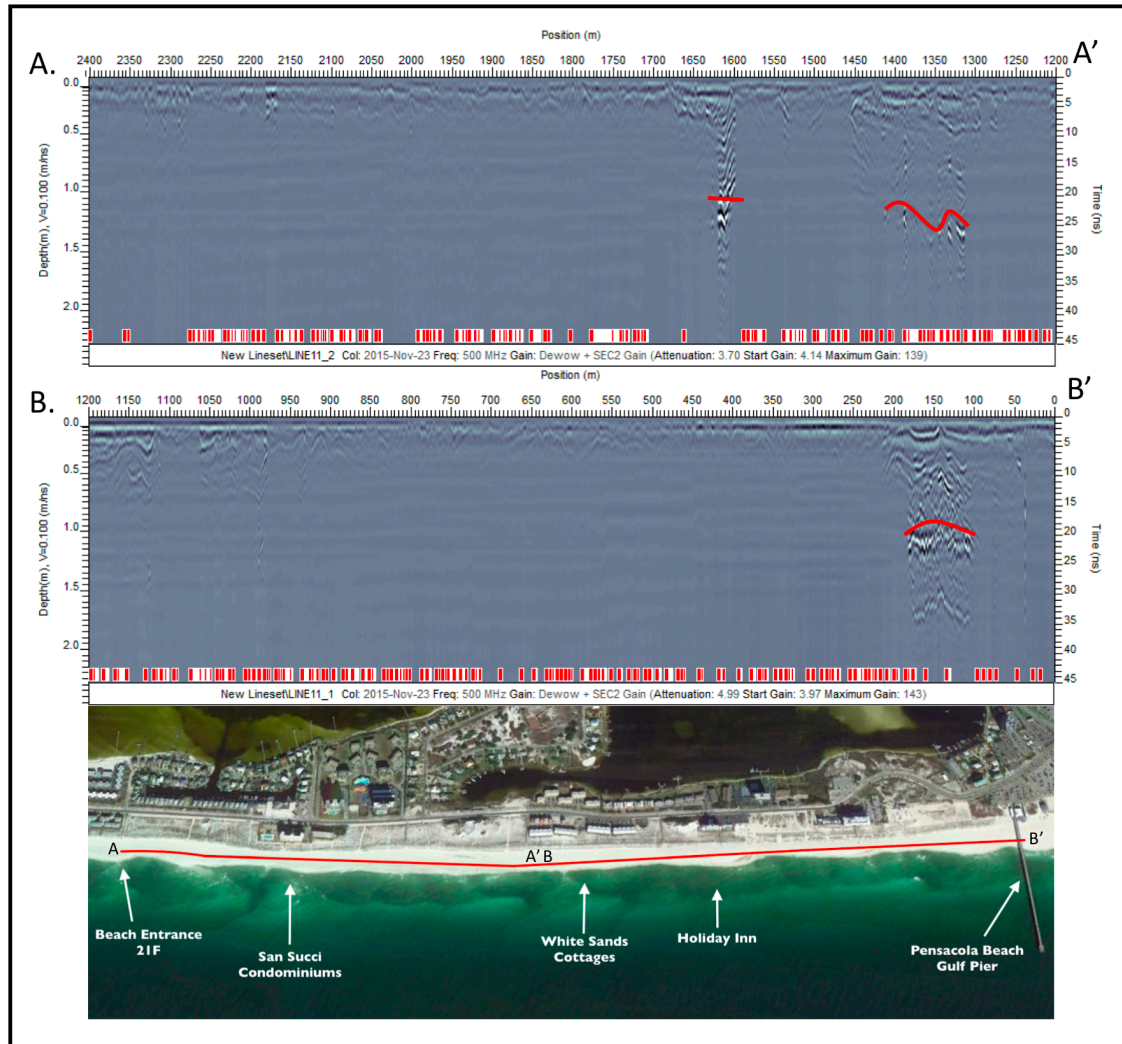 Position (m)
A. A'
2400 2350 2300 2250 2200 2150 2100 2050 2000 1950 1900 1850 1800 1750 1700 1650 1600 1550 1500 1450 1400 1350 1300 1250 1200
0.0
0.5
1.0
1.5
2.0
Depth(m), V=0.100 (m/ns)
0
5
10
15
20
25
30
35
40
45
Time (ns)
New Lineset\LINE11_2 Col: 2015-Nov-23 Freq: 500 MHz Gain: Dewow + SEC2 Gain (Attenuation: 3.70 Start Gain: 4.14 Maximum Gain: 139)
Position (m)
B. B'
1200 1150 1100 1050 1000 950 900 850 800 750 700 650 600 550 500 450 400 350 300 250 200 150 100 50 0
0.0
0.5
1.0
1.5
2.0
Depth(m), V=0.100 (m/ns)
0
5
10
15
20
25
30
35
40
45
Time (ns)
New Lineset\LINE11_1 Col: 2015-Nov-23 Freq: 500 MHz Gain: Dewow + SEC2 Gain (Attenuation: 4.99 Start Gain: 3.97 Maximum Gain: 143)
A A' B B'
Beach Entrance
21F
San Succi
Condominiums
White Sands
Cottages
Holiday Inn
Pensacola Beach
Gulf Pier